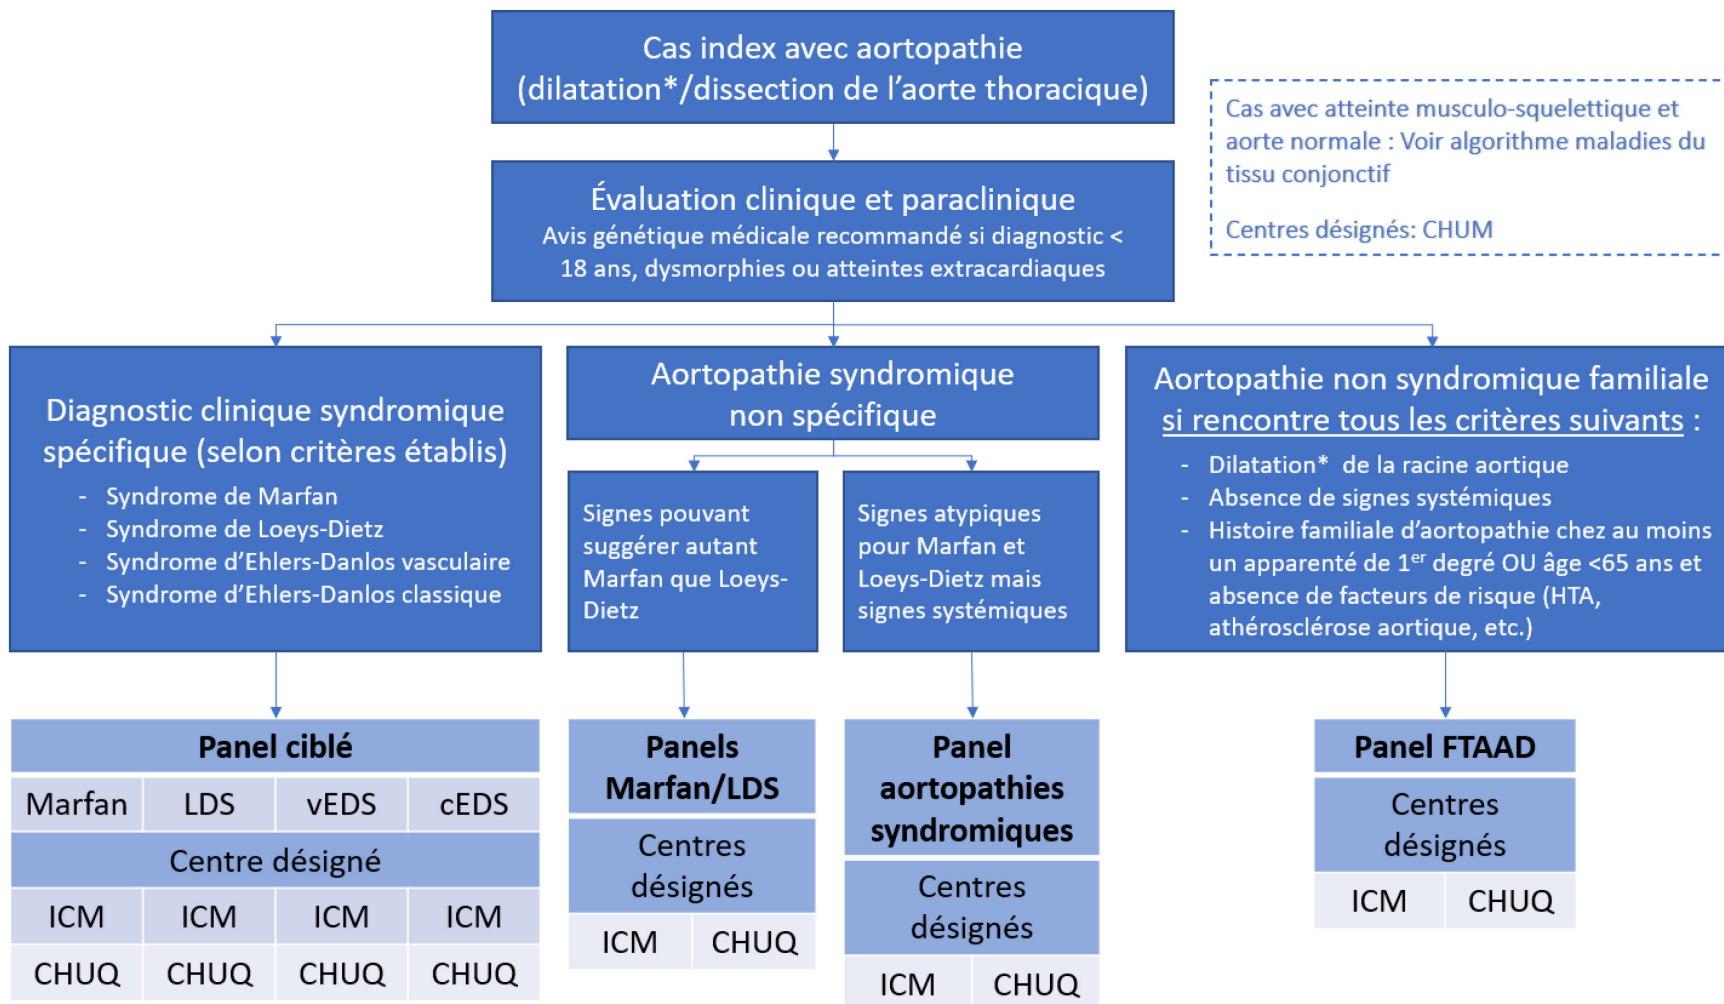 Cas index avec aortopathie
(dilatation*/dissection de l’aorte thoracique)
Cas avec atteinte musculo-squelettique et
aorte normale : Voir algorithme maladies du
tissu conjonctif
Centres désignés: CHUM
Évaluation clinique et paraclinique
Avis génétique médicale recommandé si diagnostic <
18 ans, dysmorphies ou atteintes extracardiaques
Diagnostic clinique syndromique
spécifique (selon critères établis)
- Syndrome de Marfan
- Syndrome de Loeys-Dietz
- Syndrome d’Ehlers-Danlos vasculaire
- Syndrome d’Ehlers-Danlos classique
Aortopathie syndromique
non spécifique
Signes pouvant
suggérer autant
Marfan que Loeys-
Dietz
Signes atypiques
pour Marfan et
Loeys-Dietz mais
signes systémiques
Aortopathie non syndromique familiale
si rencontre tous les critères suivants :
- Dilatation* de la racine aortique
- Absence de signes systémiques
- Histoire familiale d’aortopathie chez au moins
un apparenté de 1er degré OU âge <65 ans et
absence de facteurs de risque (HTA,
athérosclérose aortique, etc.)
Panel ciblé
Marfan LDS vEDS cEDS
Centre désigné
ICM ICM ICM ICM
CHUQ CHUQ CHUQ CHUQ
Panels
Marfan/LDS
Centres
désignés
ICM CHUQ
Panel
aortopathies
syndromiques
Centres
désignés
ICM CHUQ
Panel FTAAD
Centres
désignés
ICM CHUQ